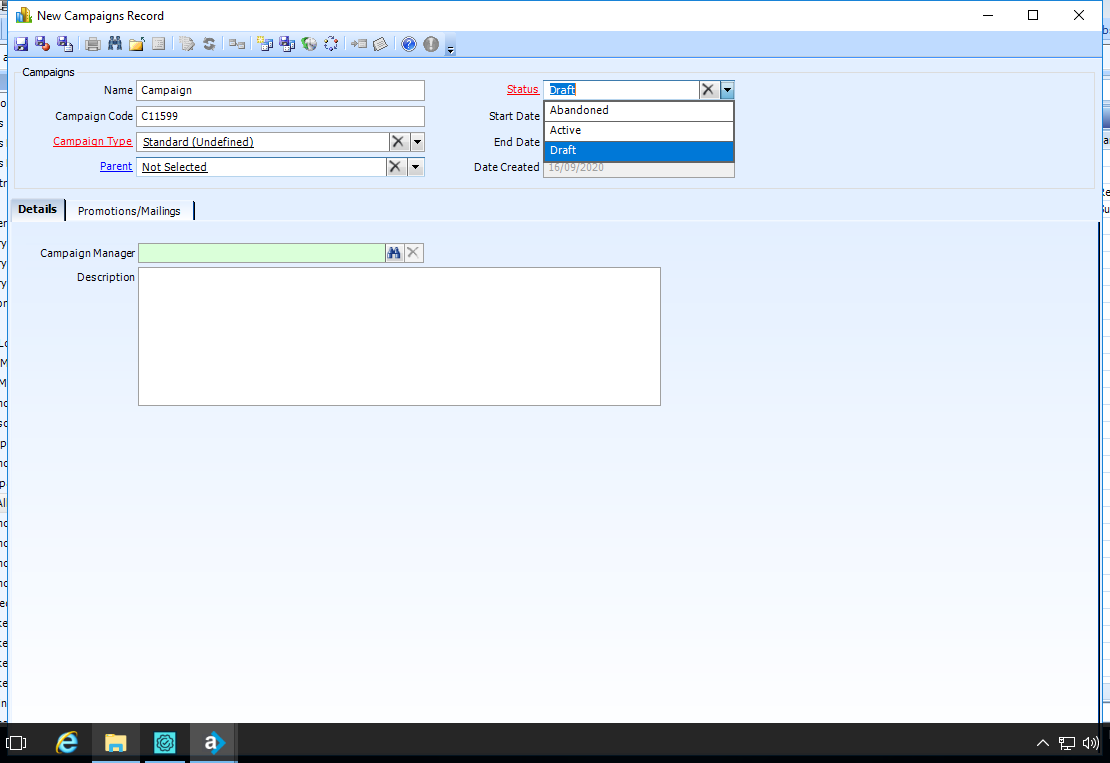 New Campaigns Record
Campaigns
Name Campaign
Status Draft
Campaign Code C11599
Start Date
Abandoned
Active
Campaign Type Standard (Undefined)
End Date
Draft
Parent Not Selected
Date Created 16/09/2020
Details Promotions/Mailings
Campaign Manager
Description